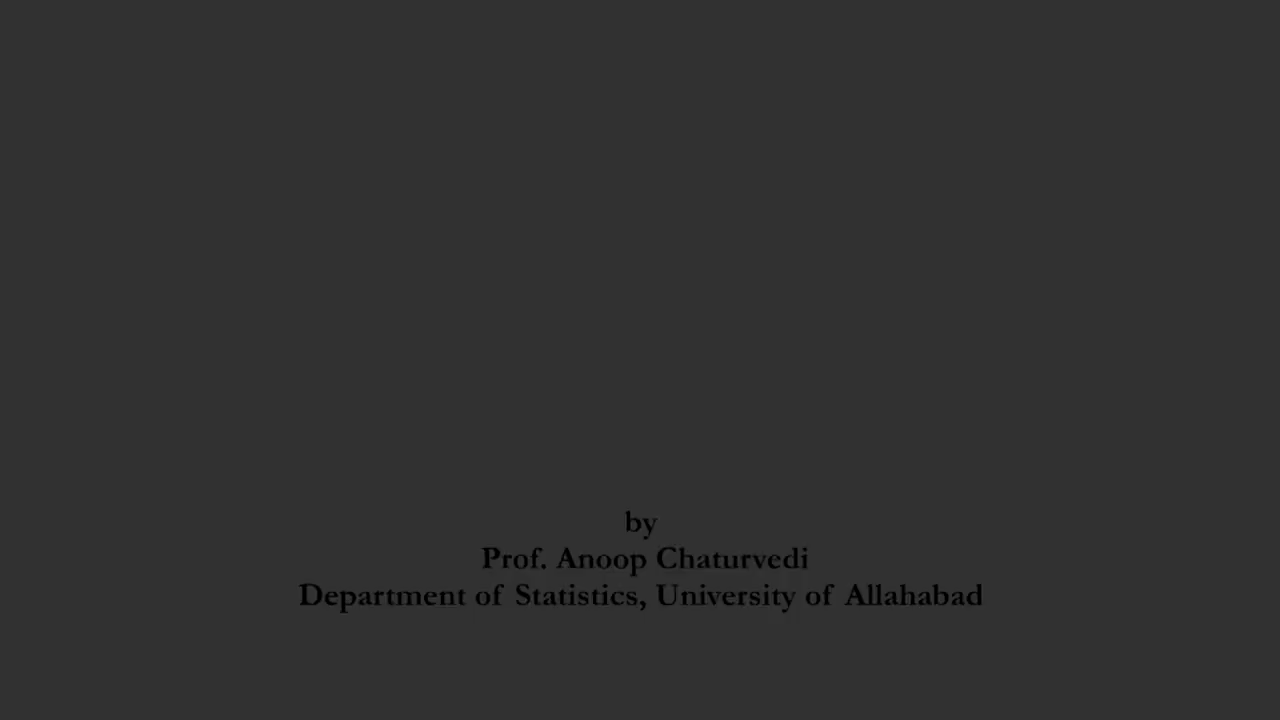 by
Prof. Anoop Chaturvedi
Department of Statistics, University of Allahabad